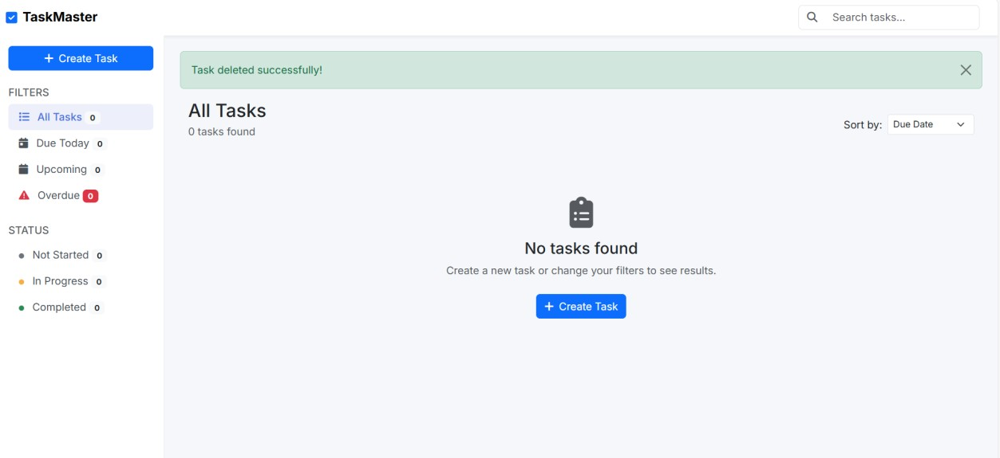 TaskMaster
Search tasks...
Create Task
FILTERS
All Tasks 0
Due Today 0
Upcoming 0
Overdue 0
STATUS
Not Started 0
In Progress 0
Completed 0
Task deleted successfully!
All Tasks
0 tasks found
Sort by: Due Date
No tasks found
Create a new task or change your filters to see results.
Create Task